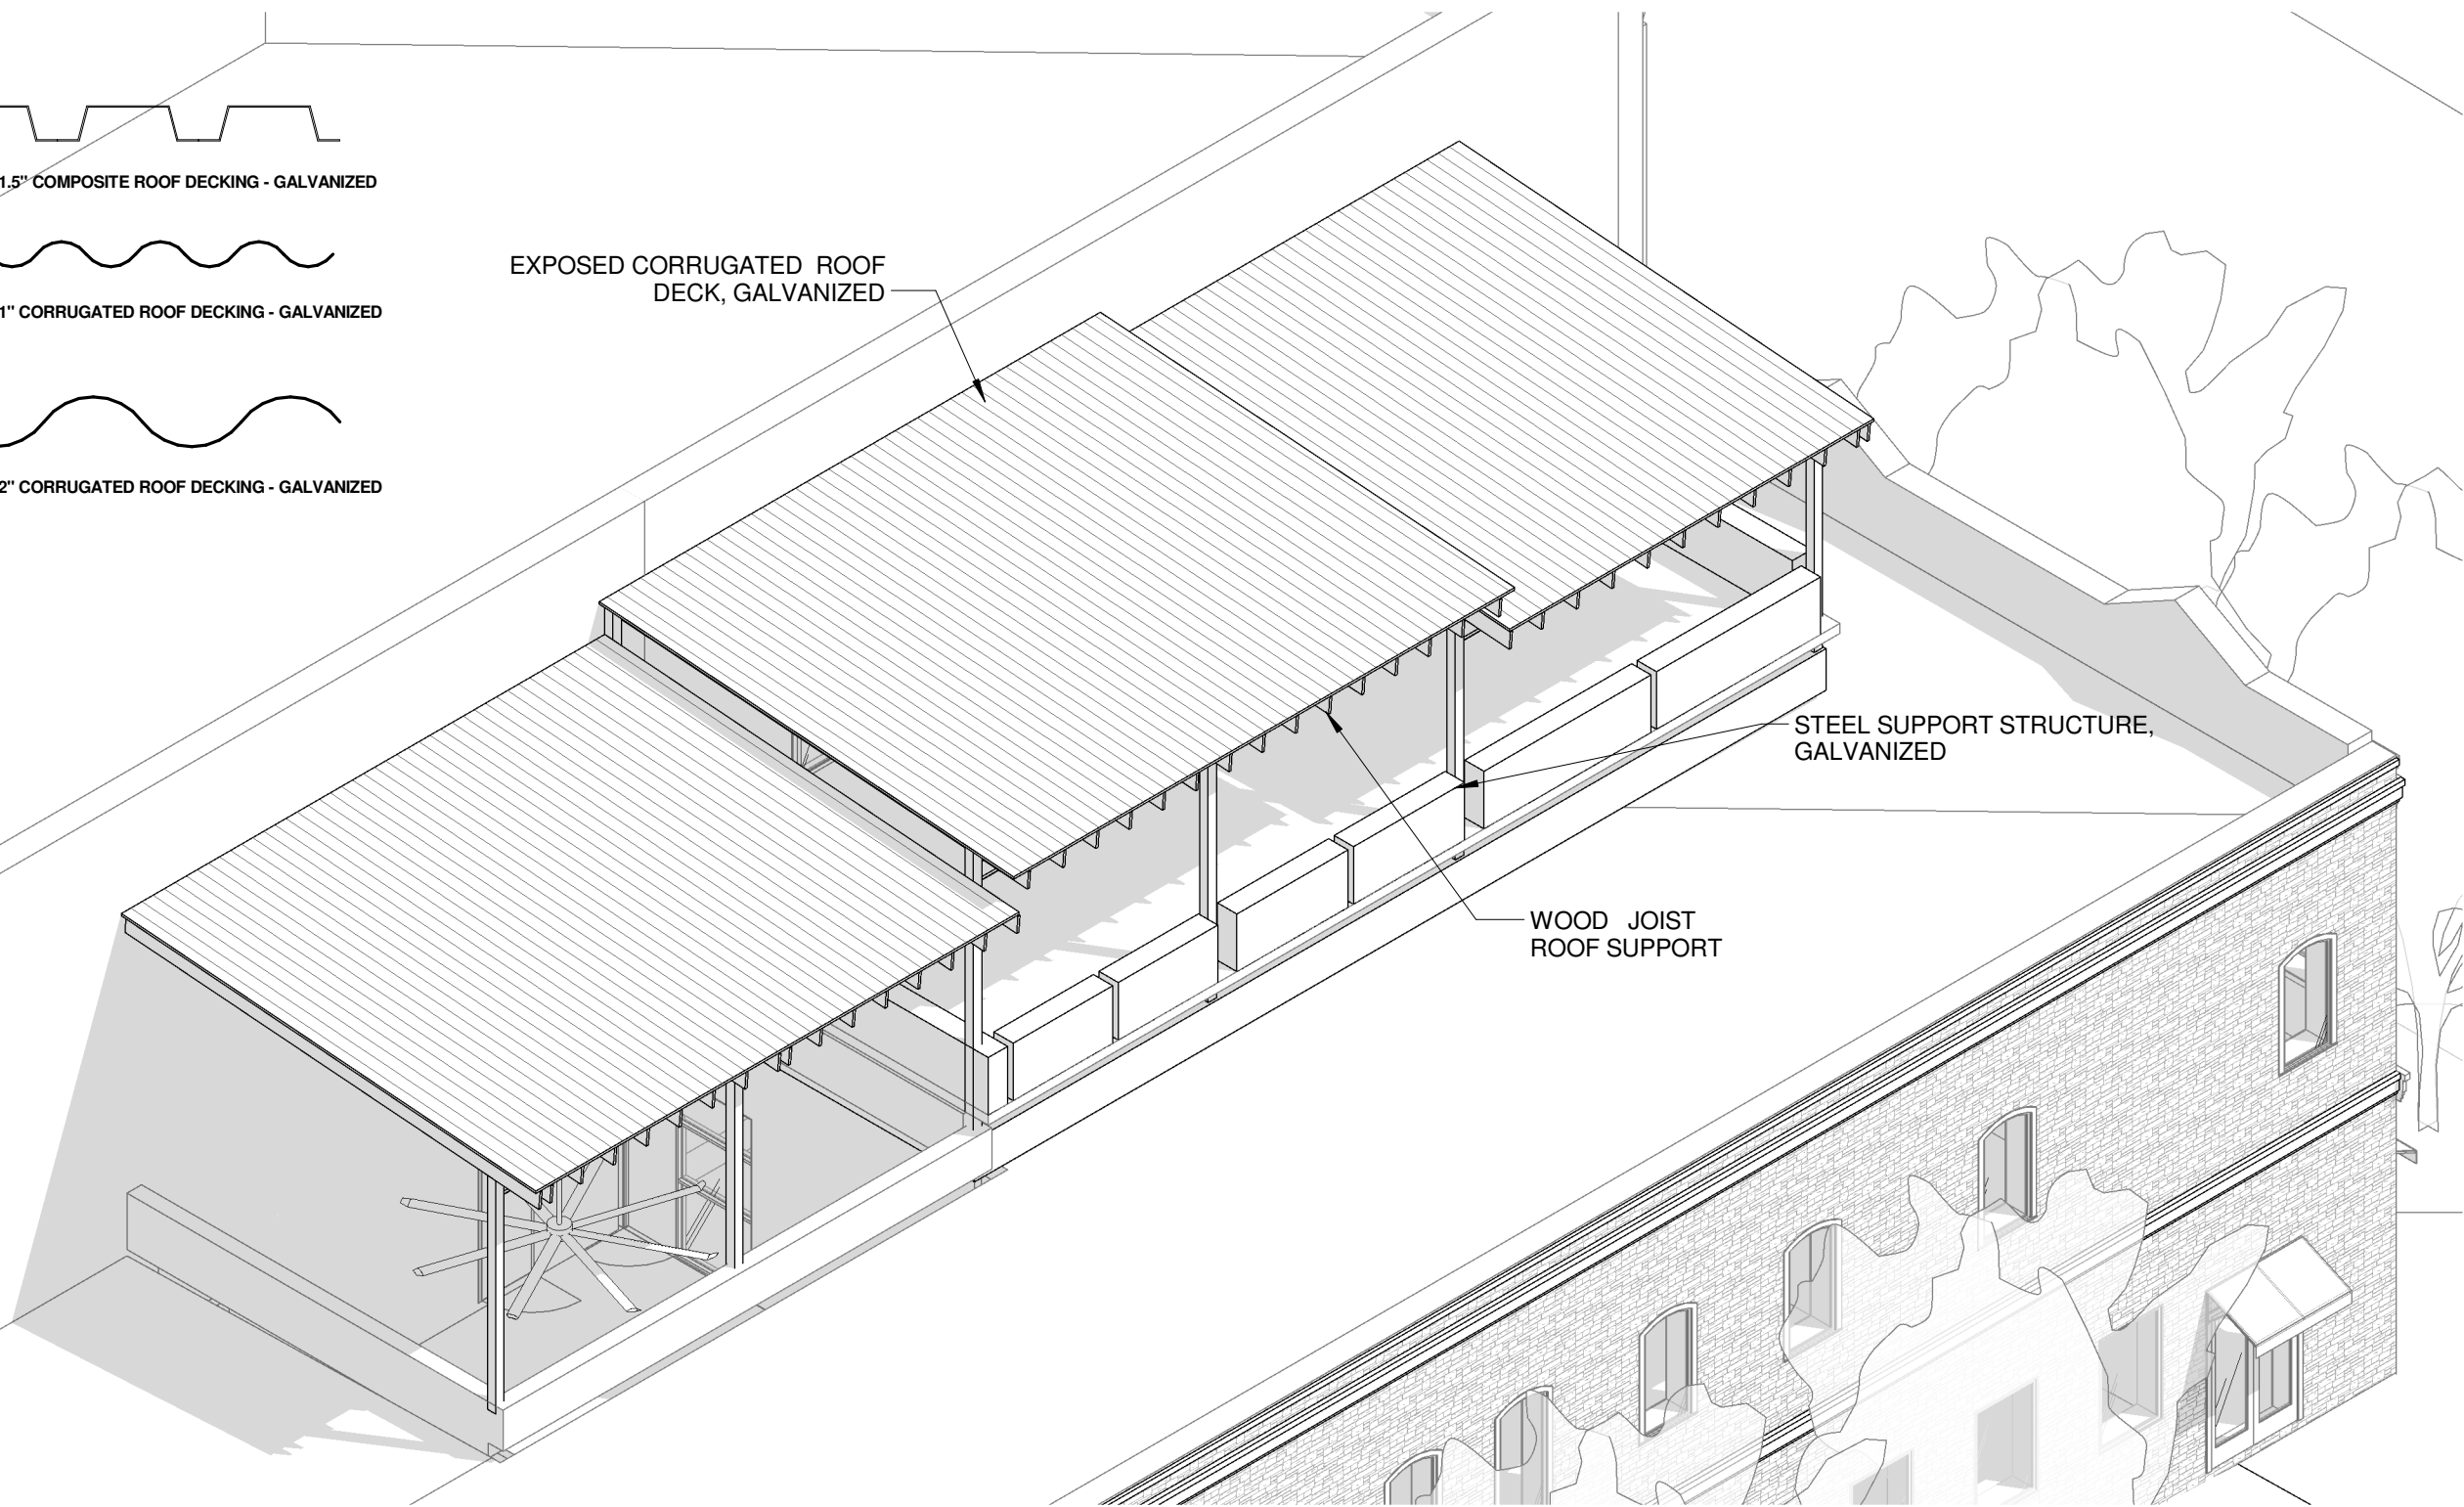 1.5" COMPOSITE ROOF DECKING - GALVANIZED
1" CORRUGATED ROOF DECKING - GALVANIZED
2" CORRUGATED ROOF DECKING - GALVANIZED
EXPOSED CORRUGATED ROOF
DECK, GALVANIZED
STEEL SUPPORT STRUCTURE,
GALVANIZED
WOOD JOIST
ROOF SUPPORT